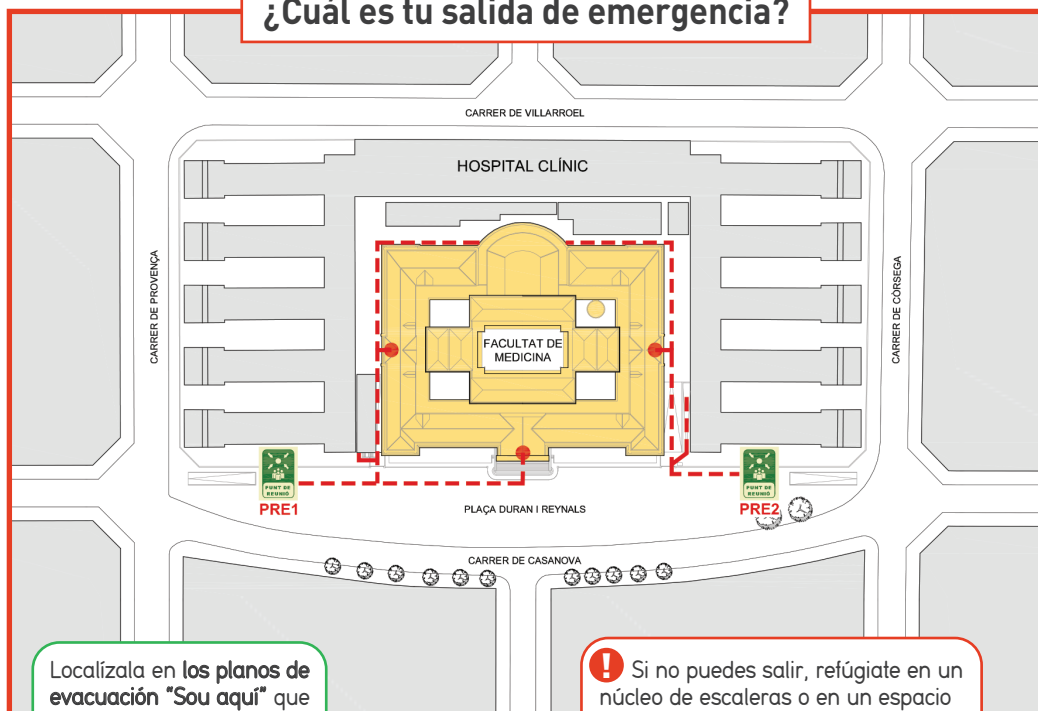 ¿Cuál es tu salida de emergencia?
CARRER DE VILLARROEL
HOSPITAL CLÍNIC
CARRER DE PROVENÇA
CARRER DE CÒRSEGA
FACULTAT DE
MEDICINA
PUNT DE
REUNIÓ
PRE1
PLAÇA DURAN I REYNALS
PUNT DE
REUNIÓ
PRE2
CARRER DE CASANOVA
Localízala en los planos de
evacuación "Sou aquí" que
! Si no puedes salir, refúgiate en un
núcleo de escaleras o en un espacio